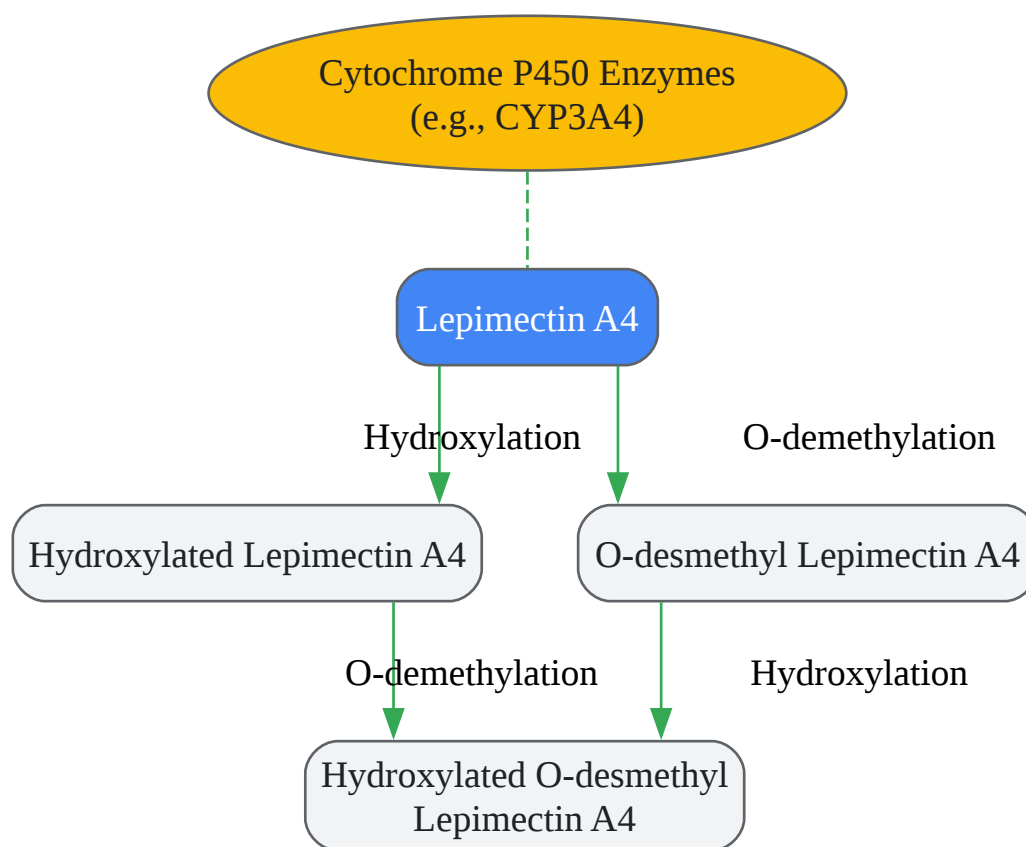 Cytochrome P450 Enzymes
(e.g., CYP3A4)
Lepimectin A4
Hydroxylation
O-demethylation
Hydroxylated Lepimectin A4
O-desmethyl Lepimectin A4
O-demethylation
Hydroxylation
Hydroxylated O-desmethyl
Lepimectin A4